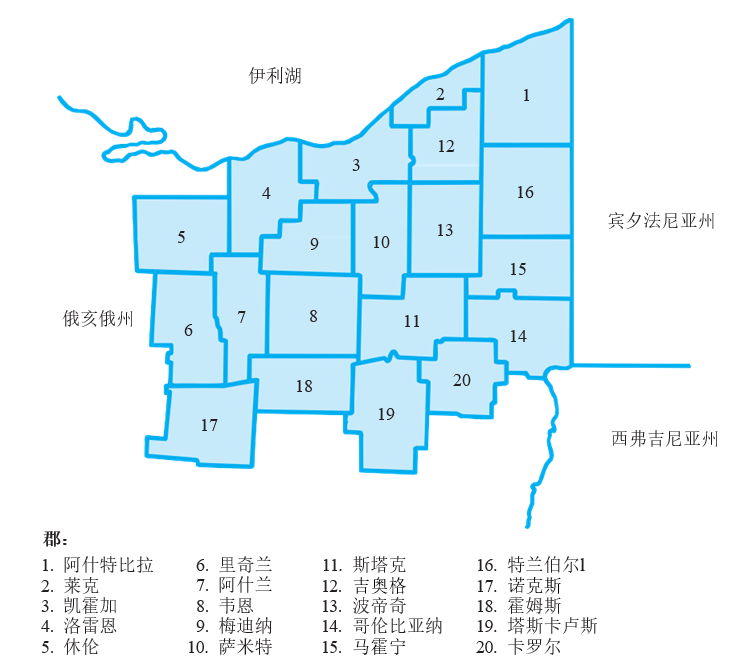 伊利湖
2
1
12
3
4
16
宾夕法尼亚州
5
9
10
13
15
俄亥俄州
6
7
8
11
14
18
20
19
17
西弗吉尼亚州
郡：
1. 阿什特比拉 6. 里奇兰 11. 斯塔克 16. 特兰伯尔1
2. 莱克 7. 阿什兰 12. 吉奥格 17. 诺克斯
3. 凯霍加 8. 韦恩 13. 波帝奇 18. 霍姆斯
4. 洛雷恩 9. 梅迪纳 14. 哥伦比亚纳 19. 塔斯卡卢斯
5. 休伦 10. 萨米特 15. 马霍宁 20. 卡罗尔